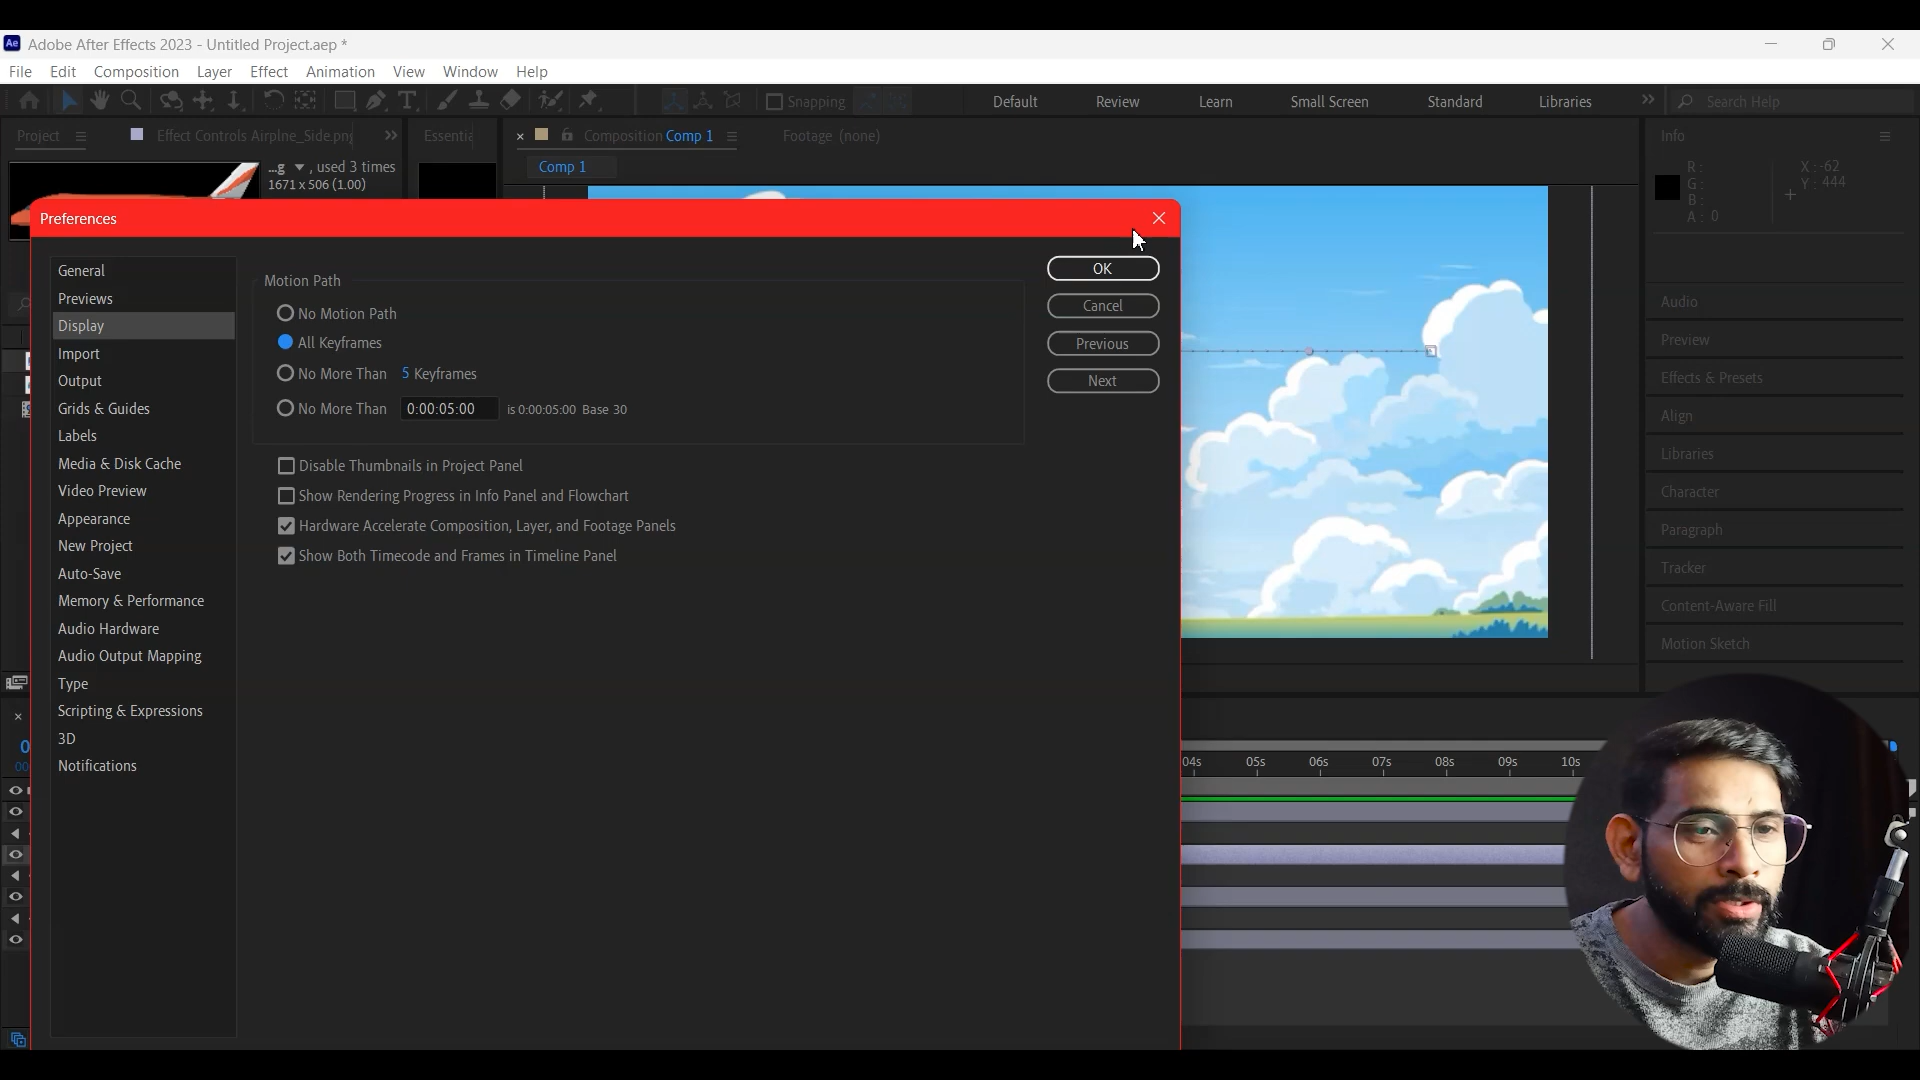 Ae Adobe After Effects 2023 - Untitled Project.aep *
File Edit Composition Layer Effect Animation View Window Help
Snapping Default Review Learn Small Screen Standard Libraries Search Help
Project Effect Controls Airplne_Side.png Essentia Composition Comp 1 Footage (none) Info
...g , used 3 times
1671 x 506 (1.00)
Comp 1
R :
G :
B :
A : 0
X : -62
Y : 444
Preferences
General
Previews
Display
Import
Output
Grids & Guides
Labels
Media & Disk Cache
Video Preview
Appearance
New Project
Auto-Save
Memory & Performance
Audio Hardware
Audio Output Mapping
Type
Scripting & Expressions
3D
Notifications
Motion Path
No Motion Path
All Keyframes
No More Than 5 Keyframes
No More Than 0:00:05:00 is 0:00:05:00 Base 30
Disable Thumbnails in Project Panel
Show Rendering Progress in Info Panel and Flowchart
Hardware Accelerate Composition, Layer, and Footage Panels
Show Both Timecode and Frames in Timeline Panel
OK
Cancel
Previous
Next
Audio
Preview
Effects & Presets
Align
Libraries
Character
Paragraph
Tracker
Content-Aware Fill
Motion Sketch
0
00
04s 05s 06s 07s 08s 09s 10s